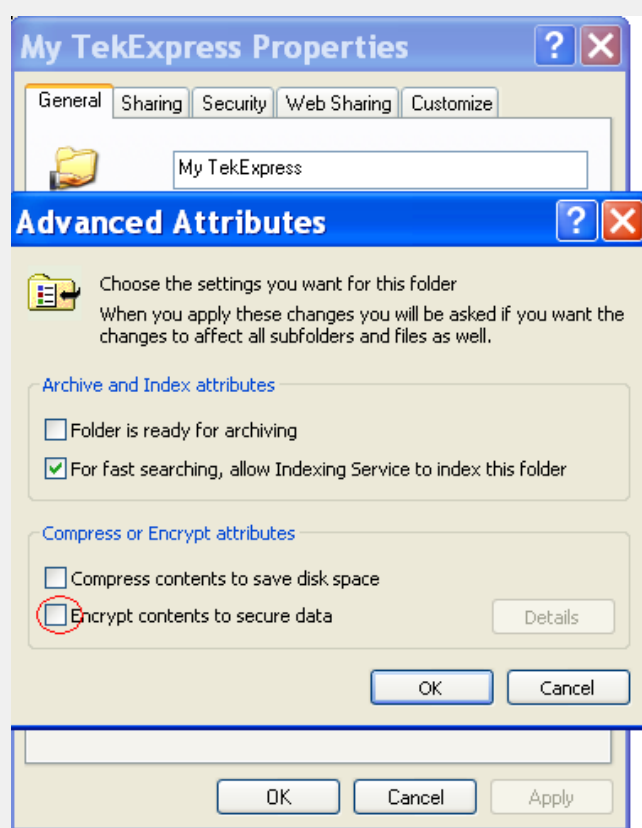 My TekExpress Properties
General Sharing Security Web Sharing Customize
My TekExpress
Advanced Attributes
Choose the settings you want for this folder
When you apply these changes you will be asked if you want the
changes to affect all subfolders and files as well.
Archive and Index attributes
Folder is ready for archiving
For fast searching, allow Indexing Service to index this folder
Compress or Encrypt attributes
Compress contents to save disk space
Encrypt contents to secure data
Details
OK Cancel
OK Cancel Apply